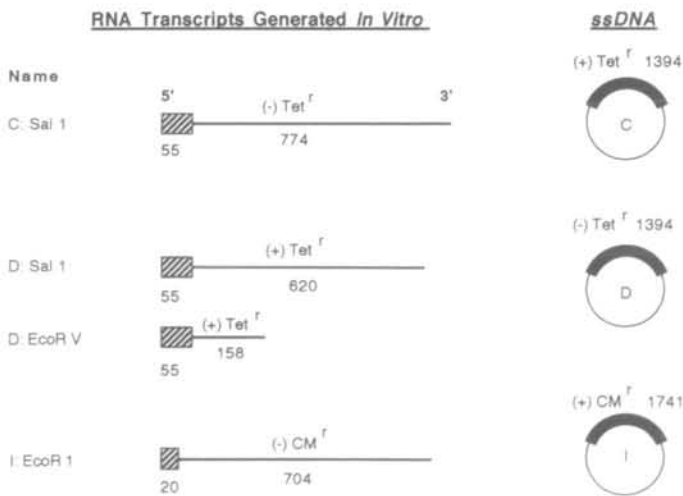 RNA Transcripts Generated In Vitro
ssDNA
Name
(+) Tet r 1394
5'
(-) Tet r
3'
C: Sal 1
C
55
774
(-) Tet r 1394
(+) Tet r
D: Sal 1
D
55
620
(+) Tet r
D: EcoR V
158
55
(+) CM r 1741
(-) CM r
I: EcoR 1
I
20
704